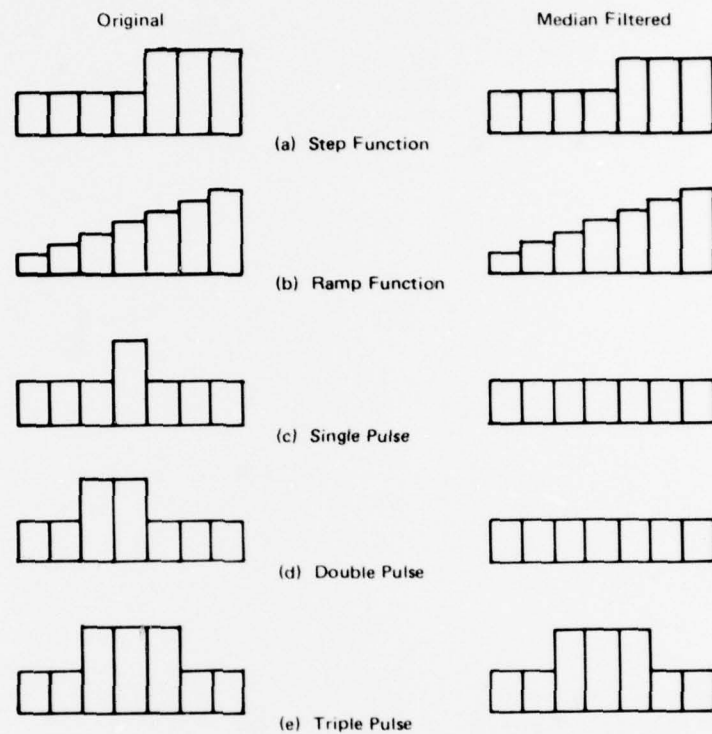 Original
Median Filtered
(a) Step Function
(b) Ramp Function
(c) Single Pulse
(d) Double Pulse
(e) Triple Pulse